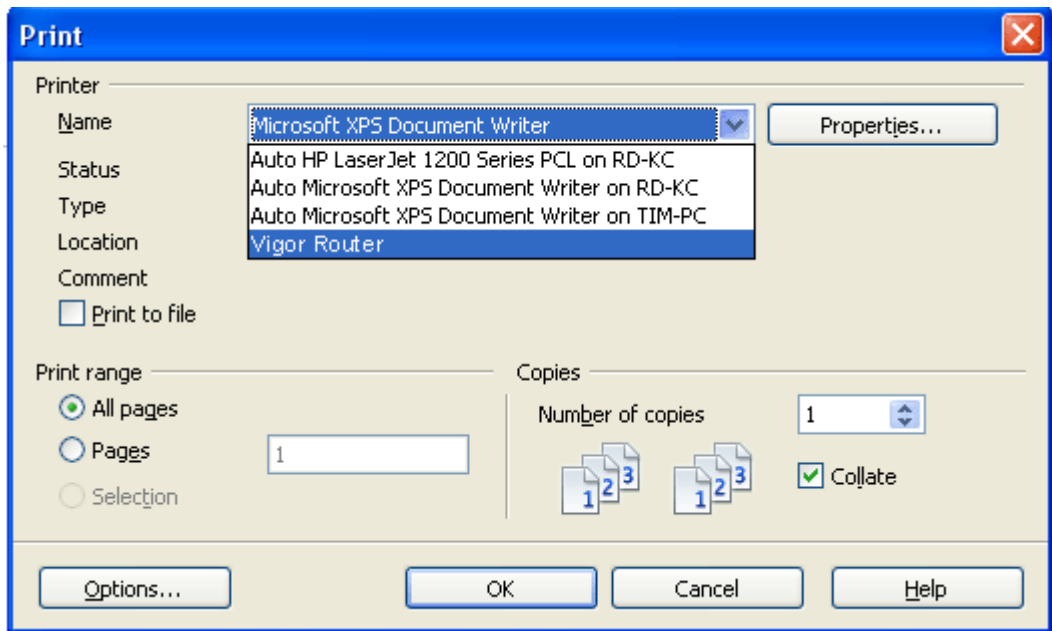 Print
Printer
Name Microsoft XPS Document Writer Properties...
Auto HP LaserJet 1200 Series PCL on RD-KC
Status
Auto Microsoft XPS Document Writer on RD-KC
Type
Auto Microsoft XPS Document Writer on TIM-PC
Location
Vigor Router
Comment
Print to file
Print range
All pages
Pages 1
Selection
Copies
Number of copies 1
1 2 3 1 2 3
Collate
Options... OK Cancel Help